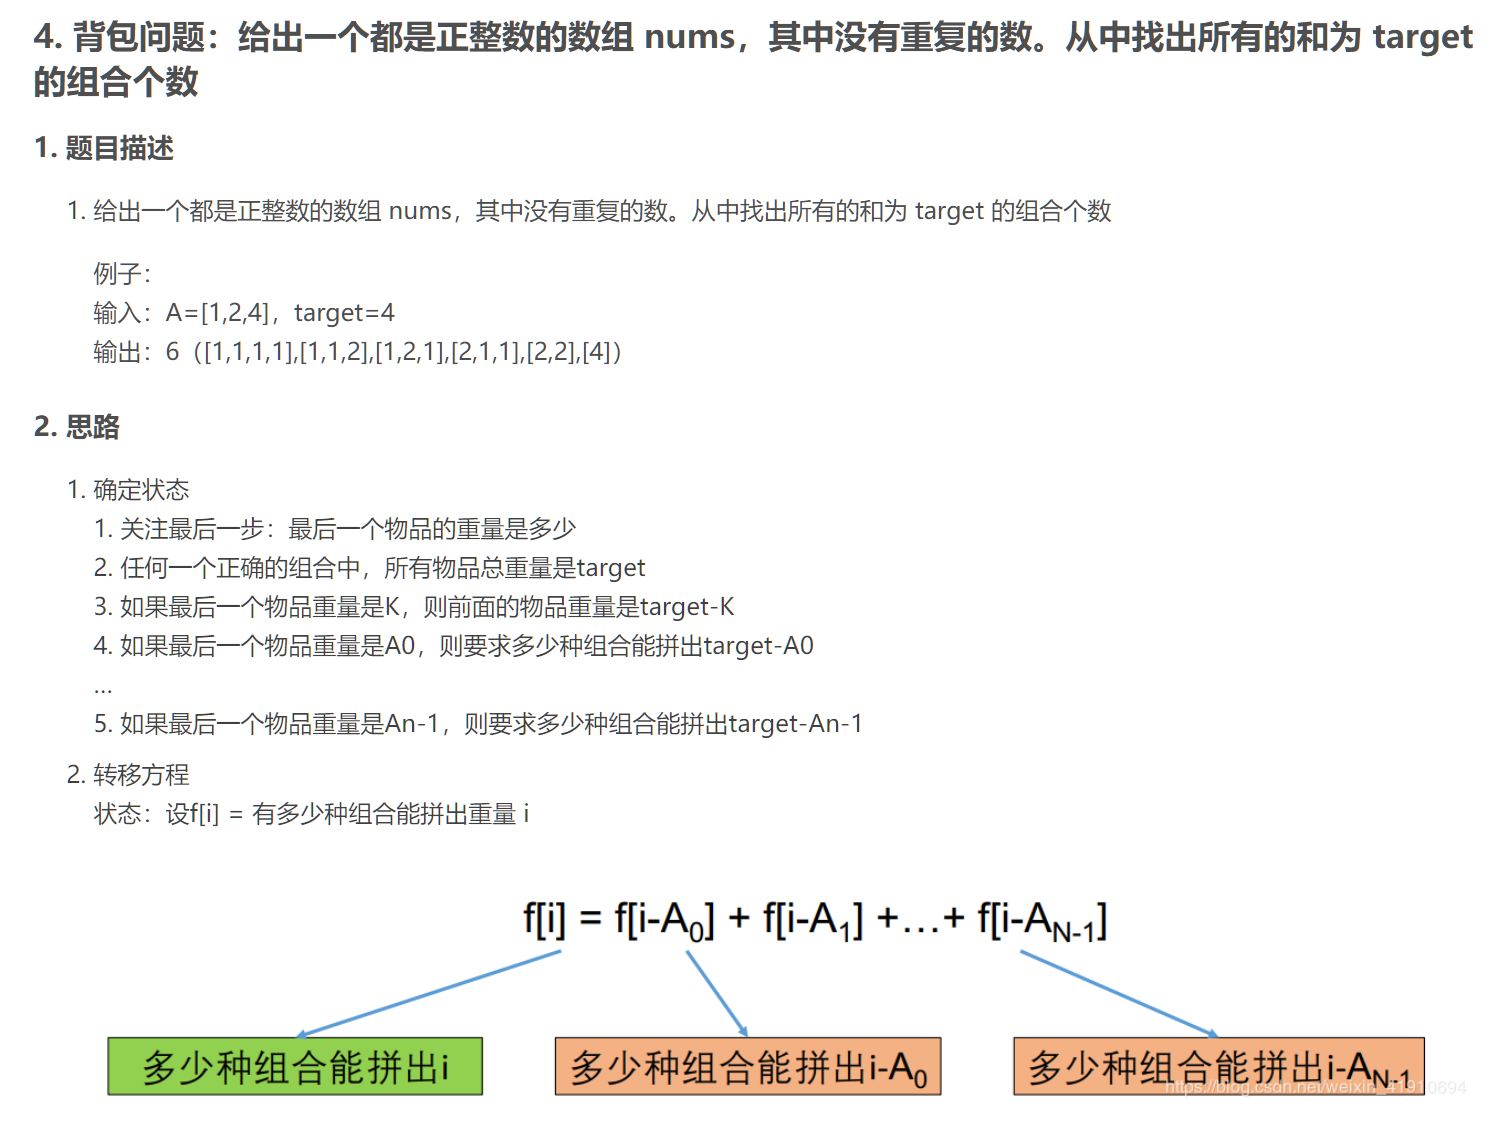 4. 背包问题：给出一个都是正整数的数组 nums，其中没有重复的数。从中找出所有的和为 target
的组合个数
1. 题目描述
1. 给出一个都是正整数的数组 nums，其中没有重复的数。从中找出所有的和为 target 的组合个数
例子：
输入：A=[1,2,4]，target=4
输出：6（[1,1,1,1],[1,1,2],[1,2,1],[2,1,1],[2,2],[4]）
2. 思路
1. 确定状态
1. 关注最后一步：最后一个物品的重量是多少
2. 任何一个正确的组合中，所有物品总重量是target
3. 如果最后一个物品重量是K，则前面的物品重量是target-K
4. 如果最后一个物品重量是A0，则要求多少种组合能拼出target-A0
...
5. 如果最后一个物品重量是An-1，则要求多少种组合能拼出target-An-1
2. 转移方程
状态：设f[i] = 有多少种组合能拼出重量 i
f[i] = f[i-A0] + f[i-A1] +…+ f[i-AN-1]
多少种组合能拼出i
多少种组合能拼出i-A0
多少种组合能拼出i-AN-1
https://blog.csdn.net/weixin_41910694